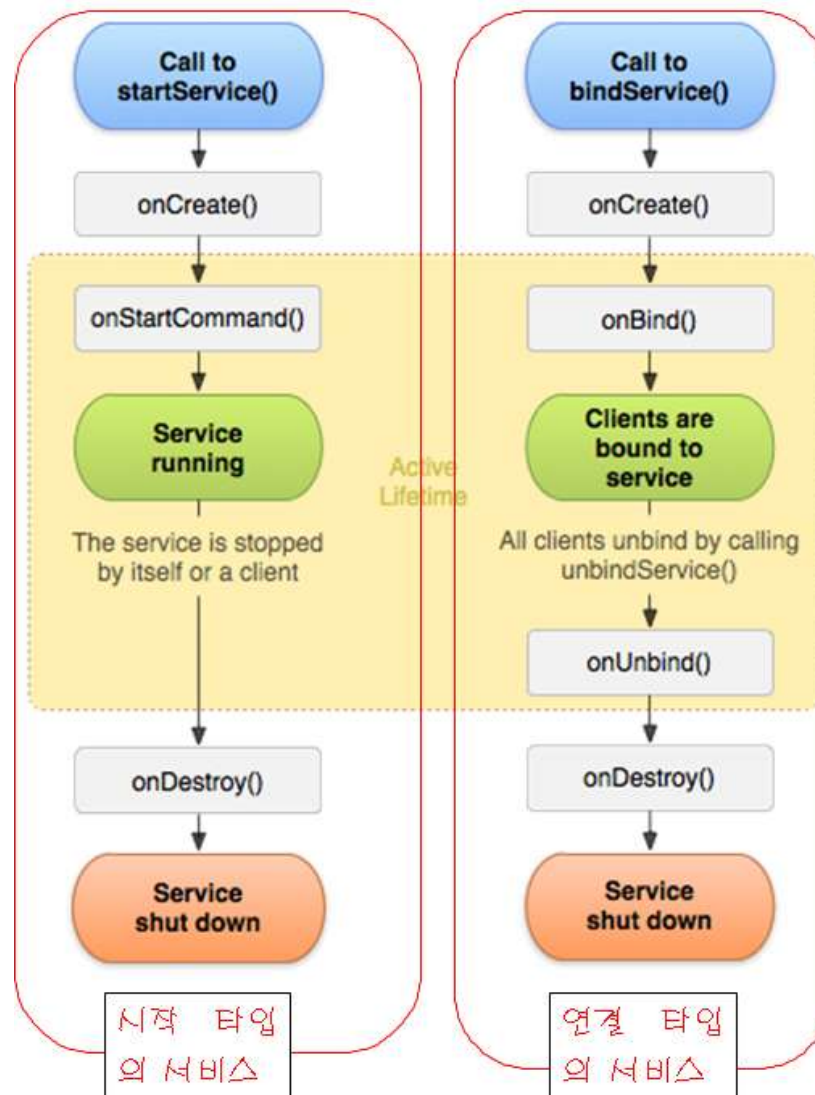 Call to
startService()
onCreate()
onStartCommand()
Service
running
The service is stopped
by itself or a client
onDestroy()
Service
shut down
시작 타입
의 서비스
Active
Lifetime
Call to
bindService()
onCreate()
onBind()
Clients are
bound to
service
All clients unbind by calling
unbindService()
onUnbind()
onDestroy()
Service
shut down
연결 타입
의 서비스